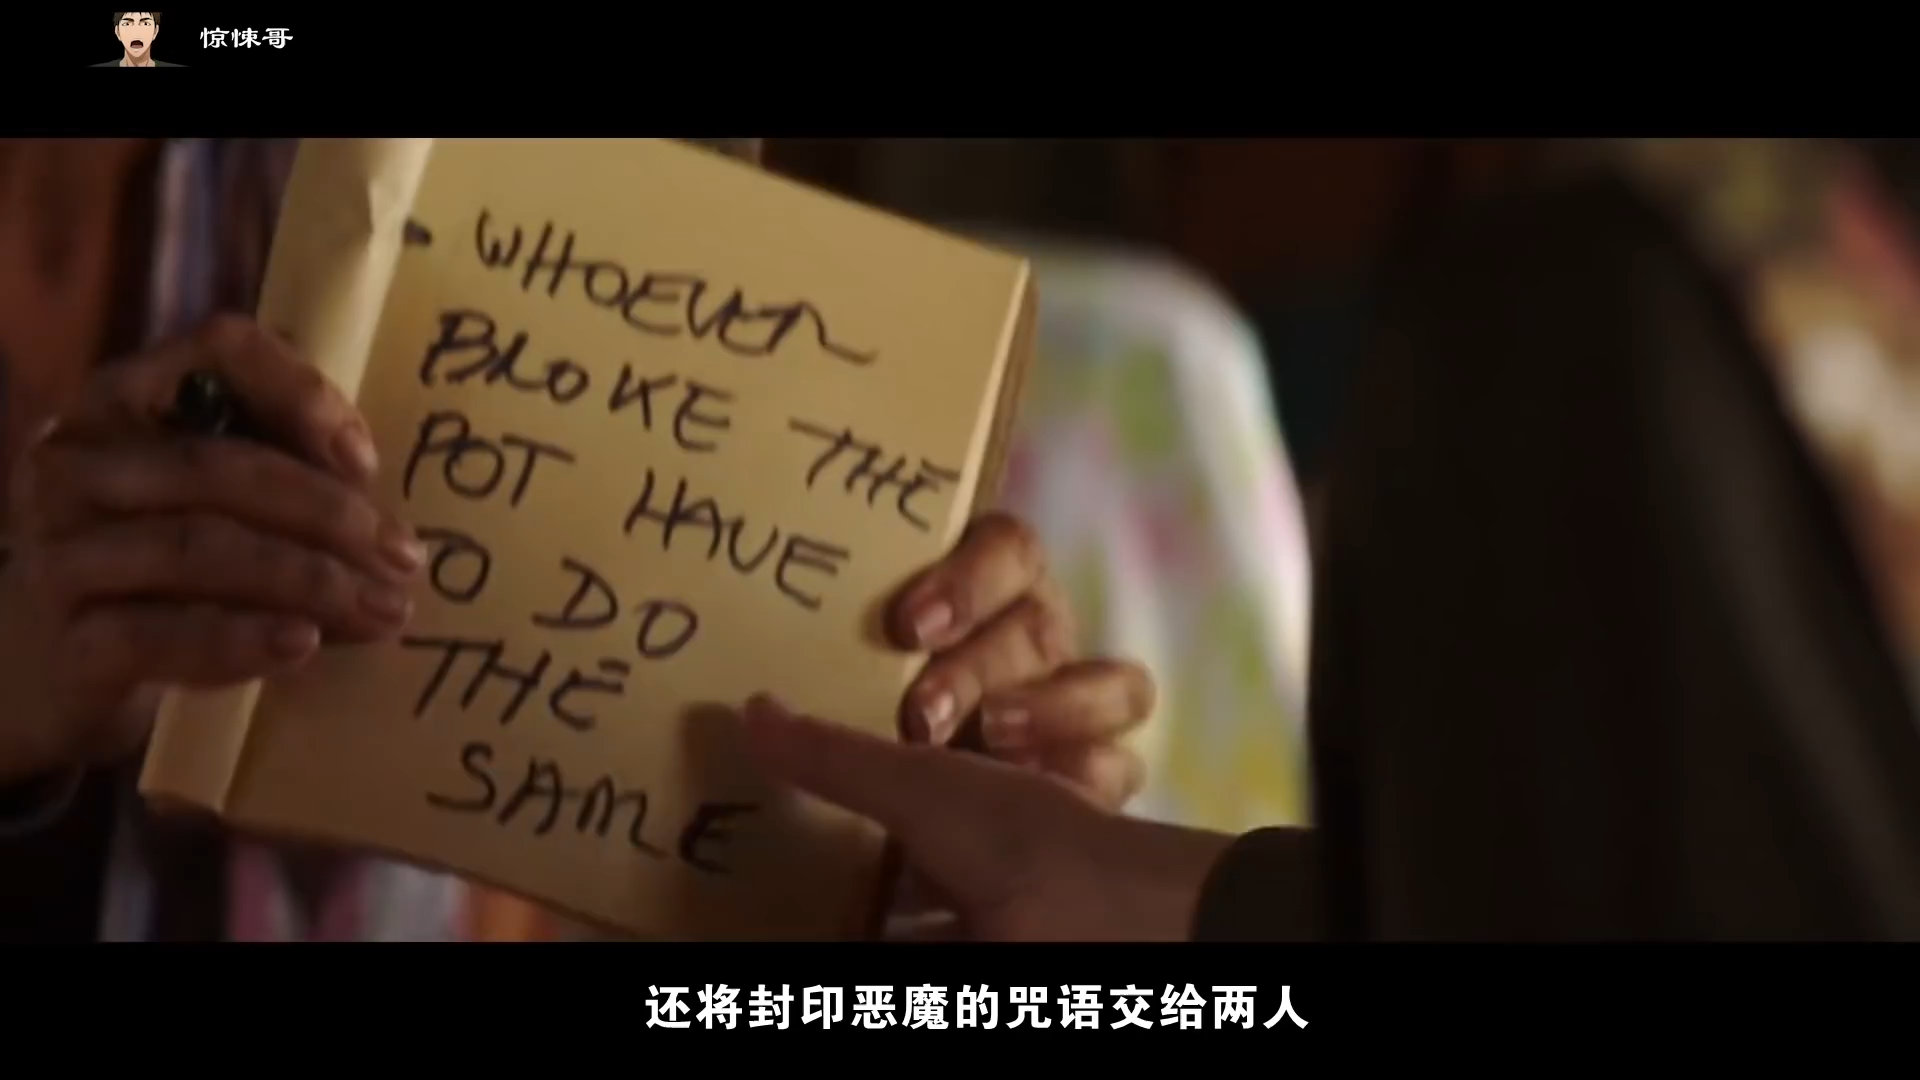 惊悚哥
WHOEVER
BROKE THE
POT HAVE
TO DO
THE
SAME
还将封印恶魔的咒语交给两人